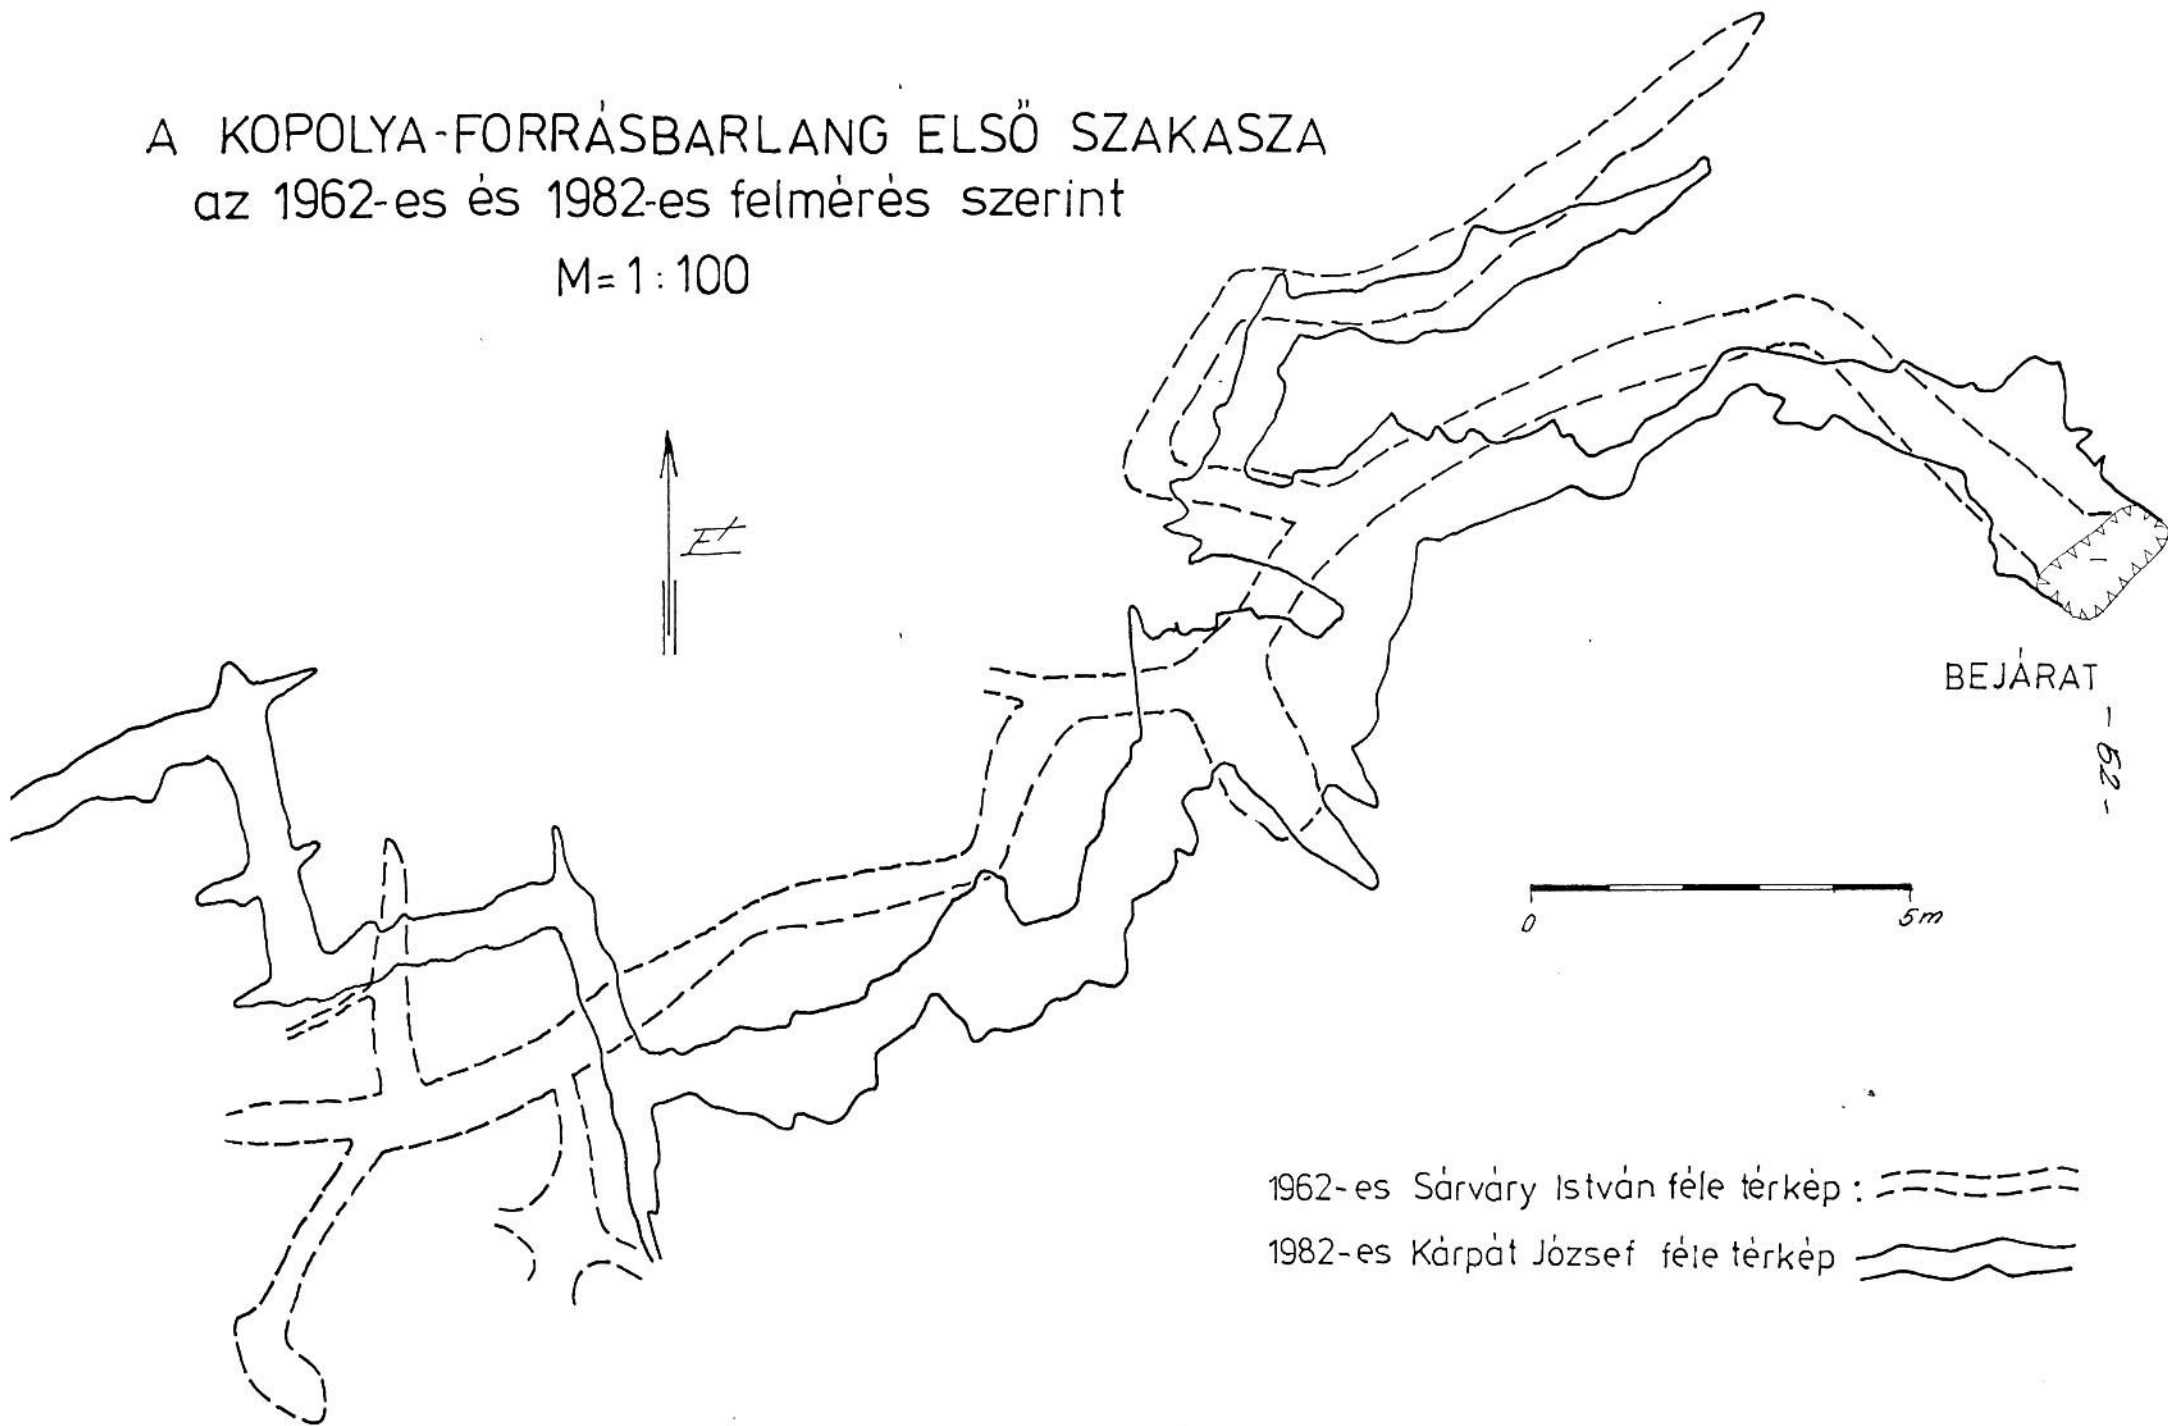 A KOPOLYA-FORRÁSBARLANG ELSŐ SZAKASZA
az 1962-es és 1982-es felmérés szerint
M=1:100
É
BEJÁRAT
- 52 -
0 5m
1962-es Sárváry István féle térkép :
1982-es Kárpát József féle térkép